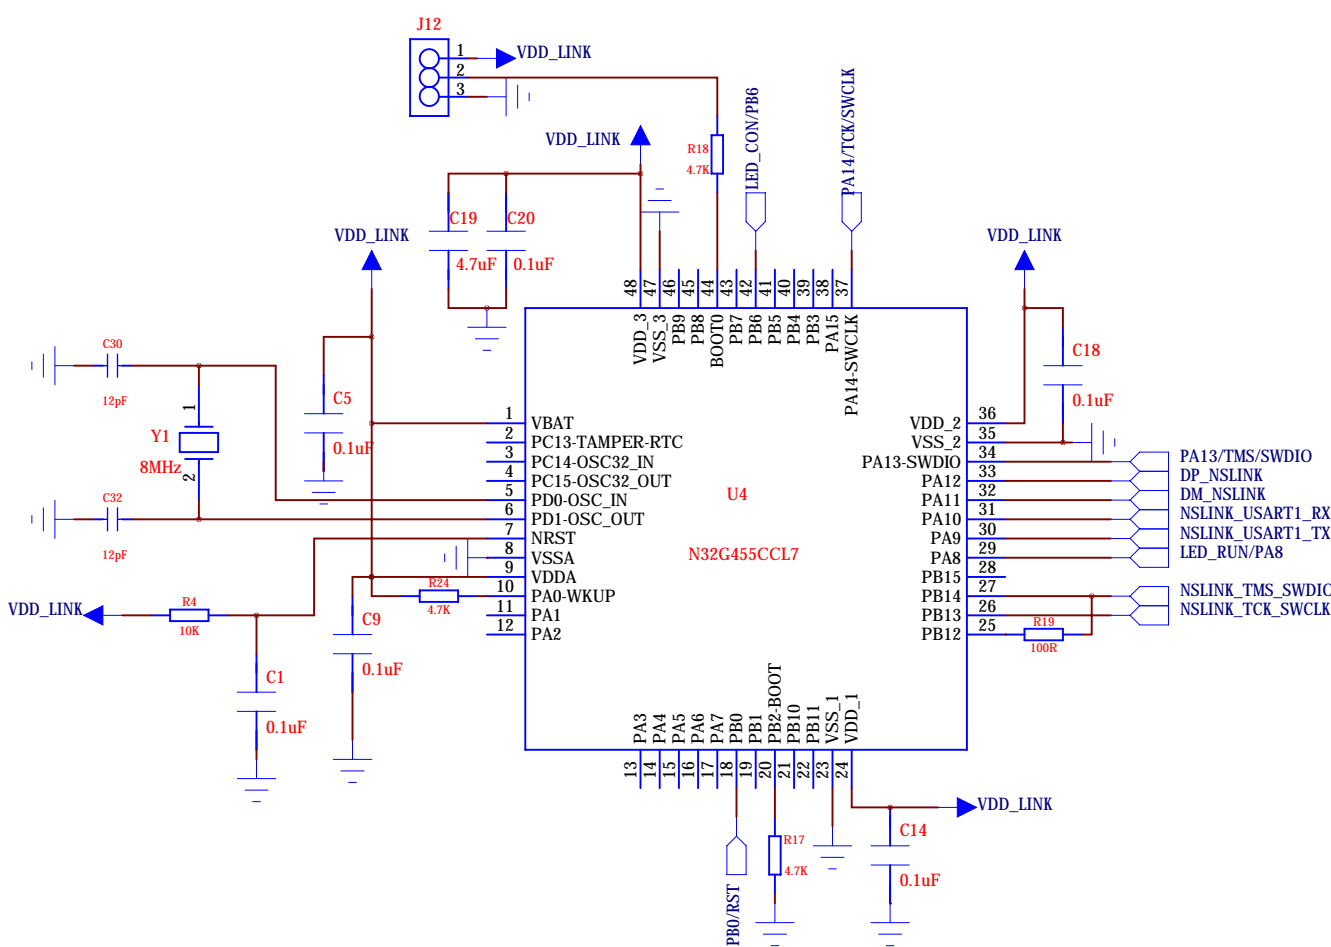 J12
1
2
3
VDD_LINK
VDD_LINK
R18
4.7K
LED_CON/PB6
PA14/TCK/SWCLK
C19
4.7uF
C20
0.1uF
VDD_LINK
VDD_LINK
48
47
46
45
44
43
42
41
40
39
38
37
VDD_3
VSS_3
PB9
PB8
BOOT0
PB7
PB6
PB5
PB4
PB3
PA15
PA14-SWCLK
C18
0.1uF
C30
12pF
Y1
8MHz
1
2
C32
12pF
C5
0.1uF
1 VBAT
2 PC13-TAMPER-RTC
3 PC14-OSC32_IN
4 PC15-OSC32_OUT
5 PD0-OSC_IN
6 PD1-OSC_OUT
7 NRST
8 VSSA
9 VDDA
10 PA0-WKUP
11 PA1
12 PA2
U4
N32G455CCL7
VDD_2 36
VSS_2 35
PA13-SWDIO 34 PA13/TMS/SWDIO
PA12 33 DP_NSLINK
PA11 32 DM_NSLINK
PA10 31 NSLINK_USART1_RX
PA9 30 NSLINK_USART1_TX
PA8 29 LED_RUN/PA8
PB15 28
PB14 27 NSLINK_TMS_SWDIO
PB13 26 NSLINK_TCK_SWCLK
PB12 25
R19
100R
R24
4.7K
VDD_LINK
R4
10K
C9
0.1uF
C1
0.1uF
PA3
PA4
PA5
PA6
PA7
PB0
PB1
PB2-BOOT
PB10
PB11
VSS_1
VDD_1
13
14
15
16
17
18
19
20
21
22
23
24
VDD_LINK
C14
0.1uF
R17
4.7K
PB0/RST